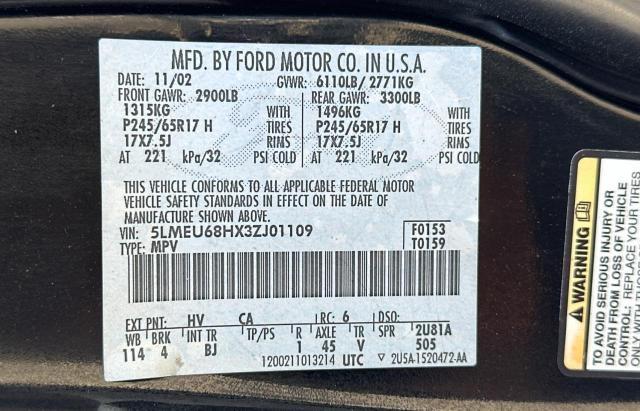 MFD. BY FORD MOTOR CO. IN U.S.A.
DATE: 11/02 GVWR: 6110LB/ 2771KG
FRONT GAWR: 2900LB REAR GAWR: 3300LB
1315KG WITH 1496KG WITH
P245/65R17 H TIRES P245/65R17 H TIRES
17X7.5J RIMS 17X7.5J RIMS
AT 221 kPa/32 PSI COLD AT 221 kPa/32 PSI COLD
THIS VEHICLE CONFORMS TO ALL APPLICABLE FEDERAL MOTOR
VEHICLE SAFETY STANDARDS IN EFFECT ON THE DATE OF
MANUFACTURE SHOWN ABOVE.
VIN: 5LMEU68HX3ZJ01109 F0153
TYPE: MPV T0159
EXT PNT: HV CA RC: 6 DSO:
WB BRK INT TR TP/PS R AXLE TR SPR 2U81A
114 4 BJ 1 45 V 505
1200211013214 UTC ▽ 2U5A-1520472-AA
WARNING
TO AVOID SERIOUS INJURY OR
DEATH FROM LOSS OF VEHICLE
CONTROL: REPLACE YOUR TIRES